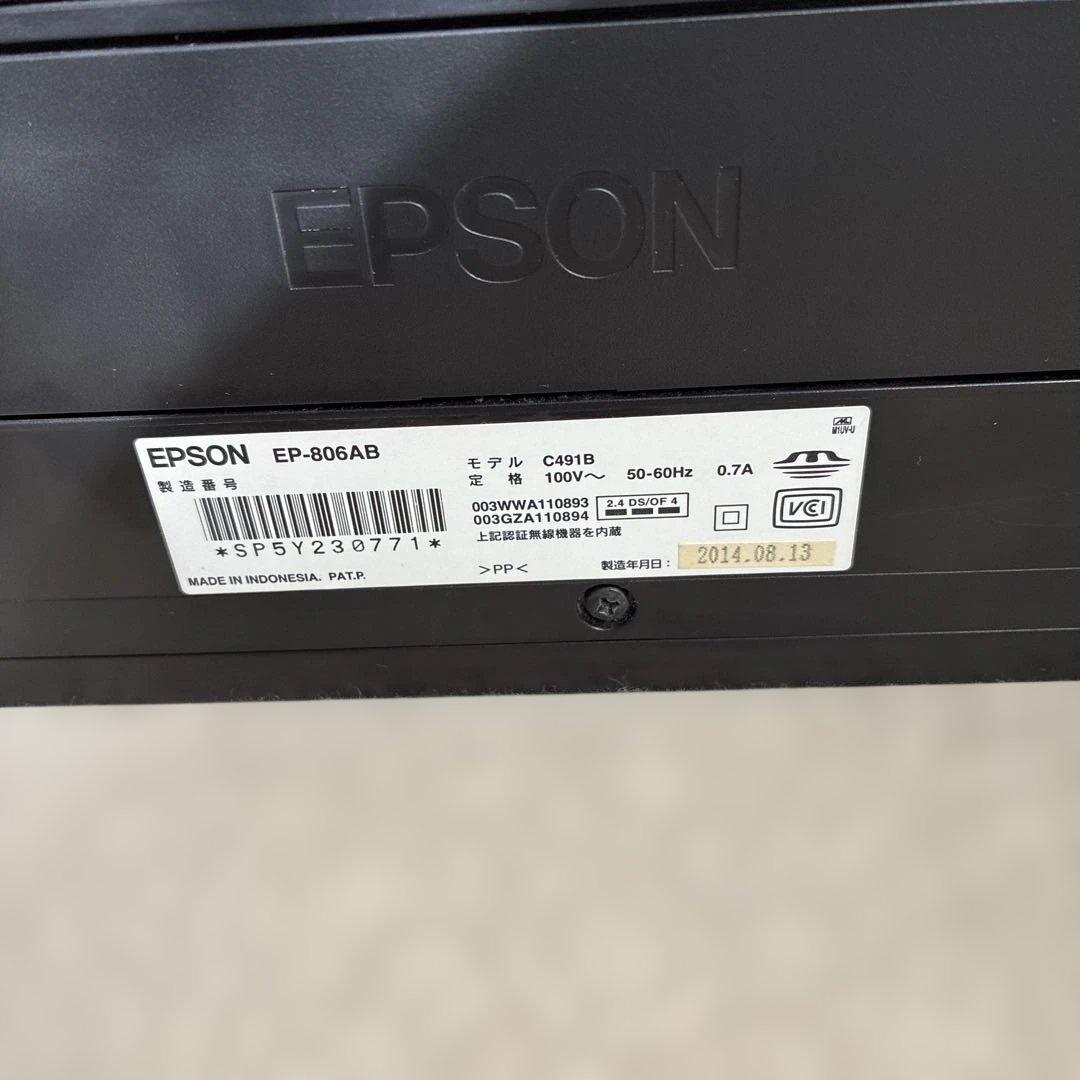 EPSON
EPSON EP-806AB
製造番号
*SP5Y230771*
MADE IN INDONESIA. PAT.P.
モデル C491B
定格 100V～ 50-60Hz 0.7A
003WWA110893
003GZA110894
2.4 DS/OF 4
上記認証無線機器を内蔵
>PP<
製造年月日： 2014.08.13
M1UV-U
VCI